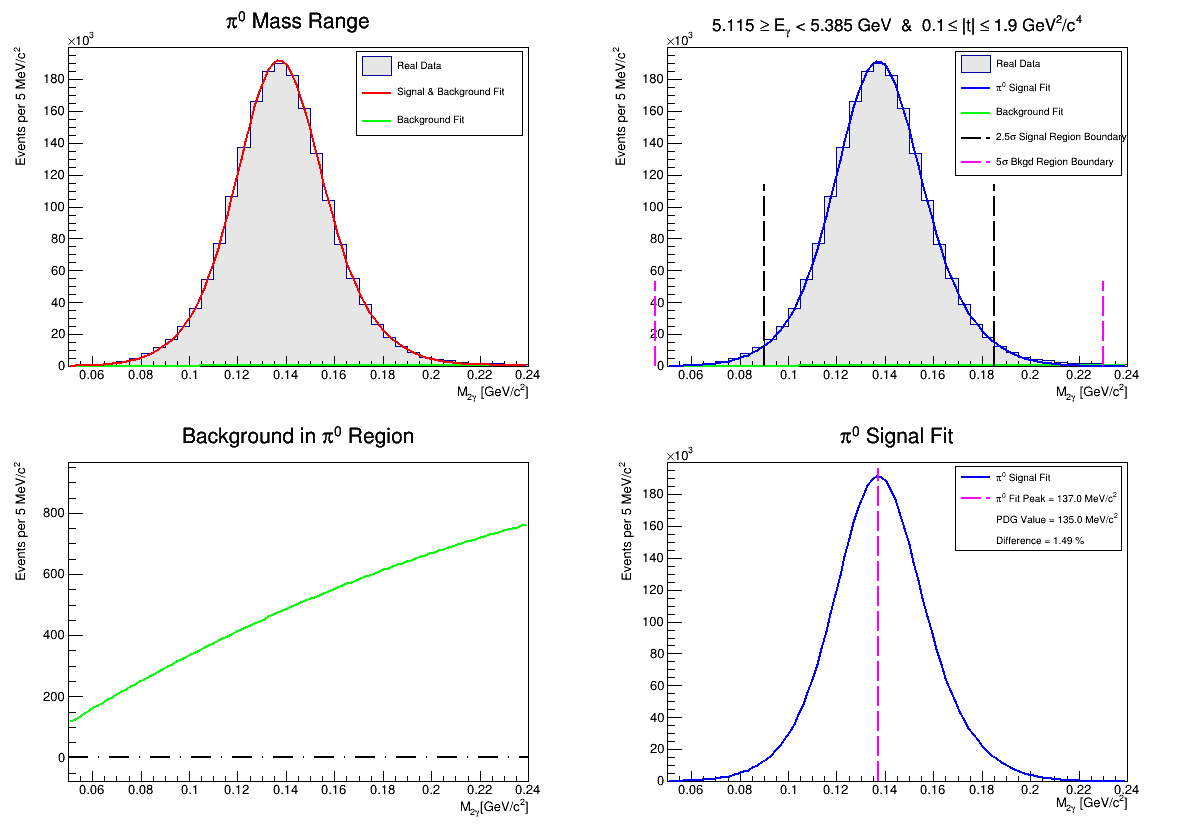 π⁰ Mass Range
×10³
Events per 5 MeV/c²
180
160
140
120
100
80
60
40
20
0
Real Data
Signal & Background Fit
Background Fit
0.06 0.08 0.1 0.12 0.14 0.16 0.18 0.2 0.22 0.24
M₂γ [GeV/c²]
5.115 ≥ Eγ < 5.385 GeV & 0.1 ≤ |t| ≤ 1.9 GeV²/c⁴
×10³
Events per 5 MeV/c²
180
160
140
120
100
80
60
40
20
0
Real Data
π⁰ Signal Fit
Background Fit
2.5σ Signal Region Boundary
5σ Bkgd Region Boundary
0.06 0.08 0.1 0.12 0.14 0.16 0.18 0.2 0.22 0.24
M₂γ [GeV/c²]
Background in π⁰ Region
Events per 5 MeV/c²
800
600
400
200
0
0.06 0.08 0.1 0.12 0.14 0.16 0.18 0.2 0.22 0.24
M₂γ[GeV/c²]
π⁰ Signal Fit
×10³
Events per 5 MeV/c²
180
160
140
120
100
80
60
40
20
0
π⁰ Signal Fit
π⁰ Fit Peak = 137.0 MeV/c²
PDG Value = 135.0 MeV/c²
Difference = 1.49 %
0.06 0.08 0.1 0.12 0.14 0.16 0.18 0.2 0.22 0.24
M₂γ [GeV/c²]